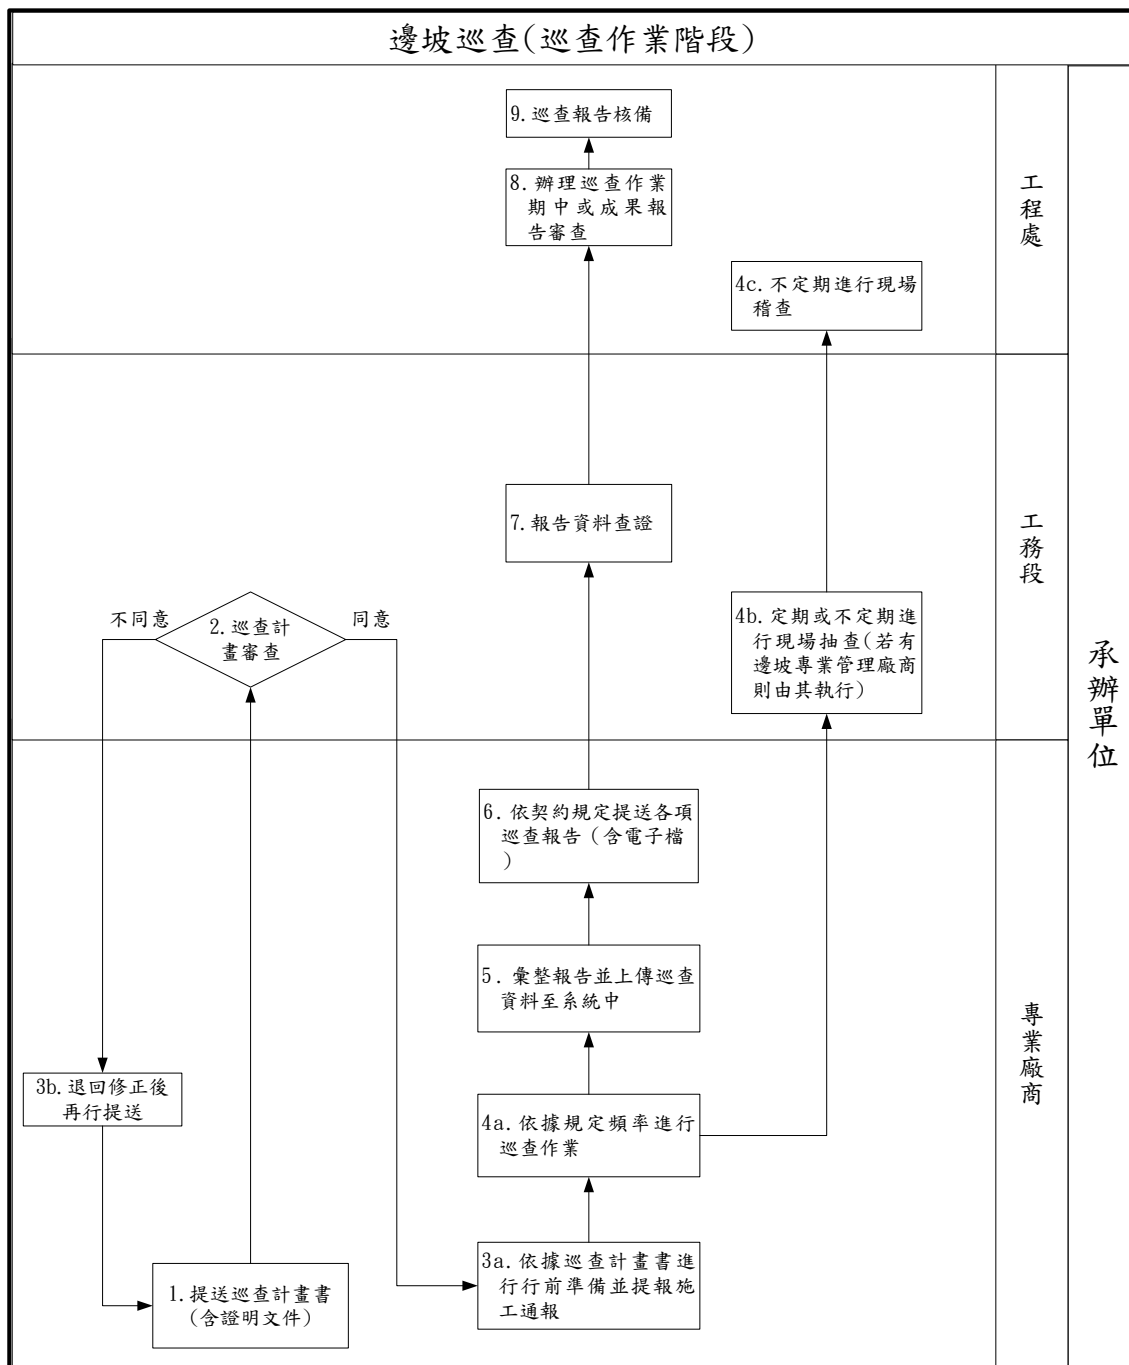 邊坡巡查(巡查作業階段)
9.巡查報告核備
8.辦理巡查作業
期中或成果報
告審查
4c.不定期進行現場
稽查
工程處
7.報告資料查證
工務段
不同意
2.巡查計
畫審查
同意
4b.定期或不定期進
行現場抽查(若有
邊坡專業管理廠商
則由其執行)
承辦單位
6.依契約規定提送各項
巡查報告（含電子檔
）
5.彙整報告並上傳巡查
資料至系統中
專業廠商
3b.退回修正後
再行提送
4a.依據規定頻率進行
巡查作業
3a.依據巡查計畫書進
行行前準備並提報施
工通報
1.提送巡查計畫書
(含證明文件)